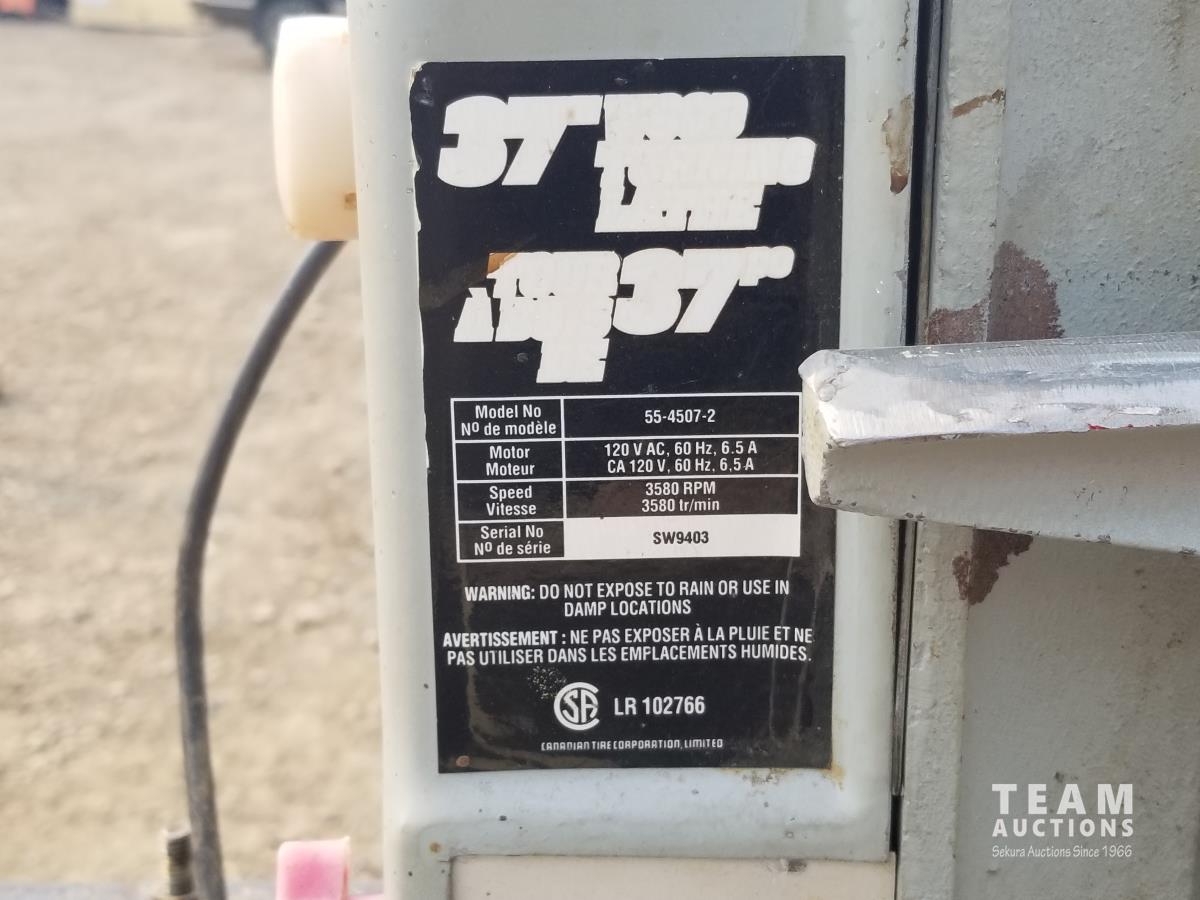 37"
37 po
Model No
Nº de modèle
55-4507-2
Motor
Moteur
120 V AC, 60 Hz, 6.5 A
CA 120 V, 60 Hz, 6,5 A
Speed
Vitesse
3580 RPM
3580 tr/min
Serial No
Nº de série
SW9403
WARNING: DO NOT EXPOSE TO RAIN OR USE IN
DAMP LOCATIONS
AVERTISSEMENT : NE PAS EXPOSER À LA PLUIE ET NE
PAS UTILISER DANS LES EMPLACEMENTS HUMIDES.
LR 102766
CANADIAN TIRE CORPORATION, LIMITED
TEAM
AUCTIONS
Sekura Auctions Since 1966